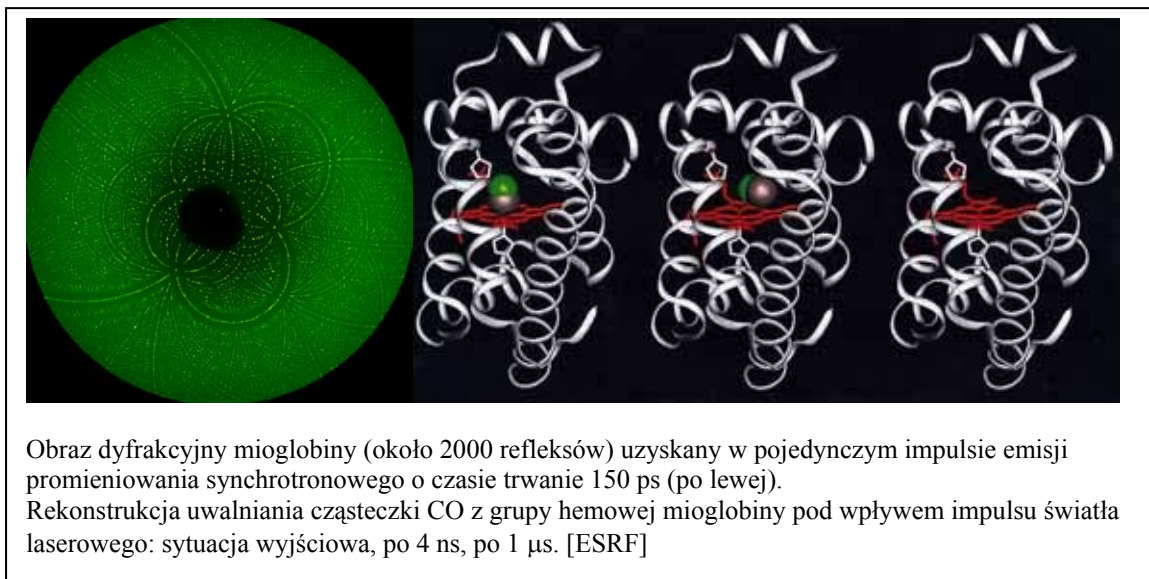 Obraz dyfrakcyjny mioglobiny (około 2000 refleksów) uzyskany w pojedynczym impulsie emisji
promieniowania synchrotronowego o czasie trwanie 150 ps (po lewej).
Rekonstrukcja uwalniania cząsteczki CO z grupy hemowej mioglobiny pod wpływem impulsu światła
laserowego: sytuacja wyjściowa, po 4 ns, po 1 μs. [ESRF]